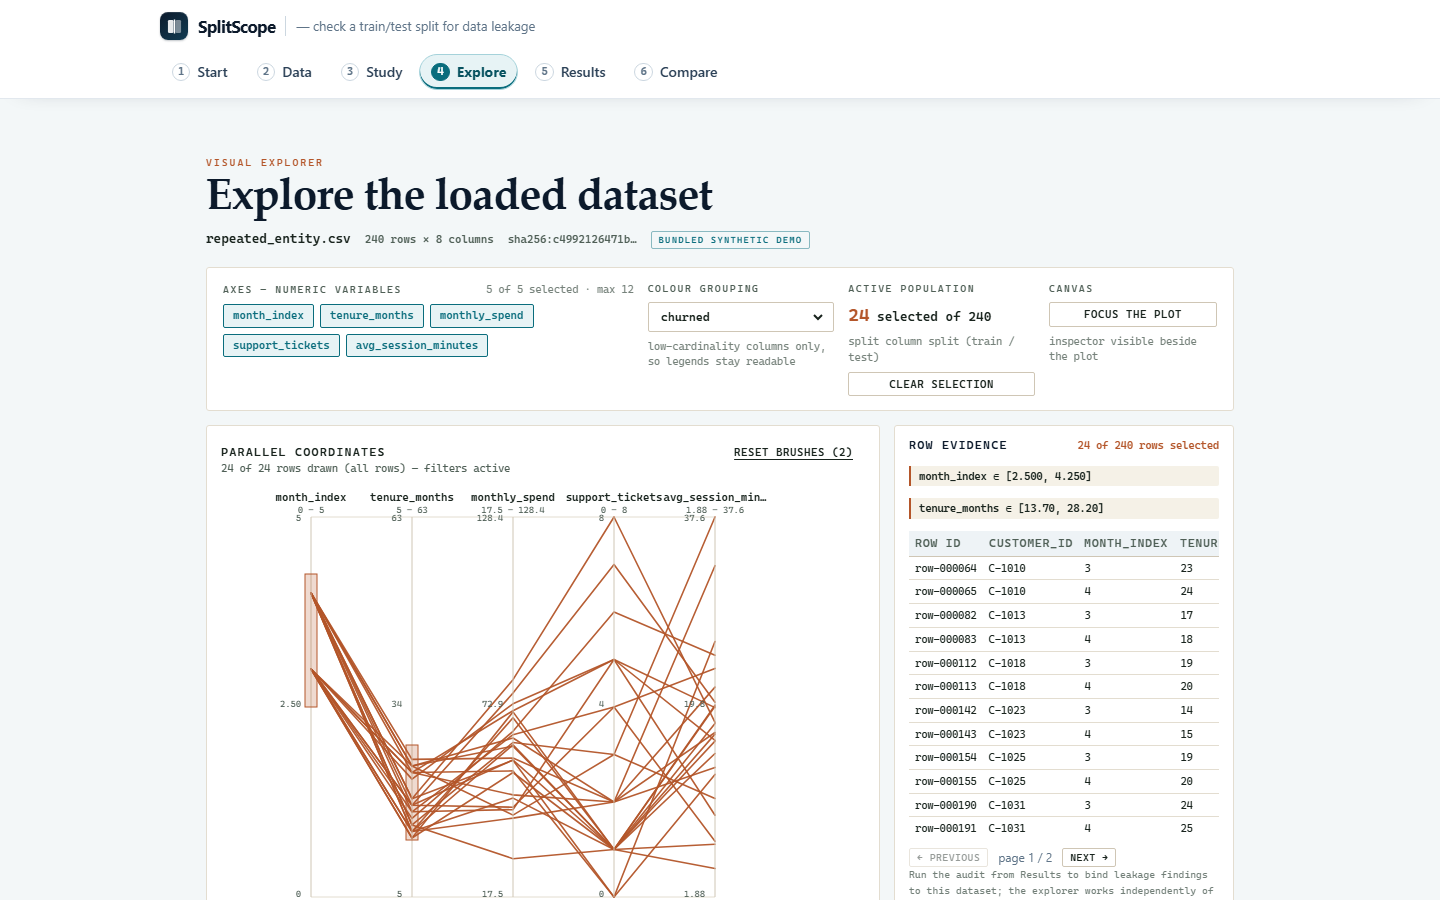 SplitScope — check a train/test split for data leakage
1 Start 2 Data 3 Study 4 Explore 5 Results 6 Compare
VISUAL EXPLORER
Explore the loaded dataset
repeated_entity.csv 240 rows × 8 columns sha256:c4992126471b… BUNDLED SYNTHETIC DEMO
AXES — NUMERIC VARIABLES 5 of 5 selected · max 12
month_index tenure_months monthly_spend
support_tickets avg_session_minutes
COLOUR GROUPING
churned
low-cardinality columns only,
so legends stay readable
ACTIVE POPULATION
24 selected of 240
split column split (train /
test)
CLEAR SELECTION
CANVAS
FOCUS THE PLOT
inspector visible beside
the plot
PARALLEL COORDINATES
24 of 24 rows drawn (all rows) — filters active
RESET BRUSHES (2)
month_index tenure_months monthly_spend support_tickets avg_session_min…
0 – 5 5 – 63 17.5 – 128.4 0 – 8 1.88 – 37.6
5 63 128.4 8 37.6
2.50 34 72.9 4 19.8
0 5 17.5 0 1.88
ROW EVIDENCE 24 of 240 rows selected
month_index ∈ [2.500, 4.250]
tenure_months ∈ [13.70, 28.20]
ROW ID CUSTOMER_ID MONTH_INDEX TENUR
row-000064 C-1010 3 23
row-000065 C-1010 4 24
row-000082 C-1013 3 17
row-000083 C-1013 4 18
row-000112 C-1018 3 19
row-000113 C-1018 4 20
row-000142 C-1023 3 14
row-000143 C-1023 4 15
row-000154 C-1025 3 19
row-000155 C-1025 4 20
row-000190 C-1031 3 24
row-000191 C-1031 4 25
← PREVIOUS page 1 / 2 NEXT →
Run the audit from Results to bind leakage findings
to this dataset; the explorer works independently of